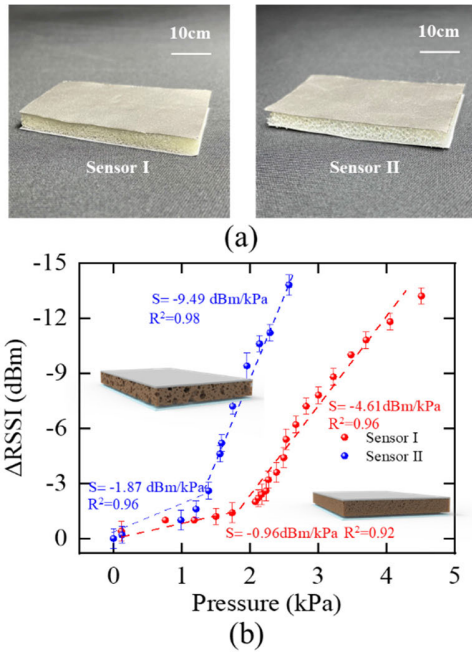 10cm
Sensor I
10cm
Sensor II
(a)
-15
-12
-9
-6
-3
0
ΔRSSI (dBm)
S= -9.49 dBm/kPa
R²=0.98
S= -4.61dBm/kPa
R²=0.96
Sensor I
Sensor II
S= -1.87 dBm/kPa
R²=0.96
S= -0.96dBm/kPa R²=0.92
0
1
2
3
4
5
Pressure (kPa)
(b)